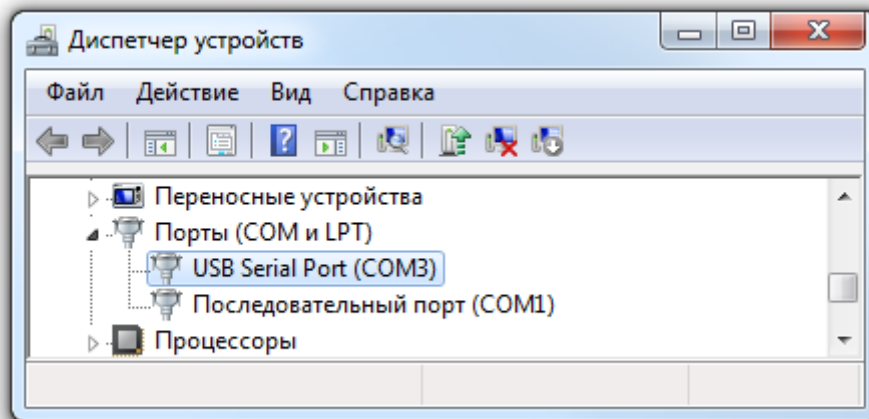 Диспетчер устройств
Файл Действие Вид Справка
Переносные устройства
Порты (COM и LPT)
USB Serial Port (COM3)
Последовательный порт (COM1)
Процессоры